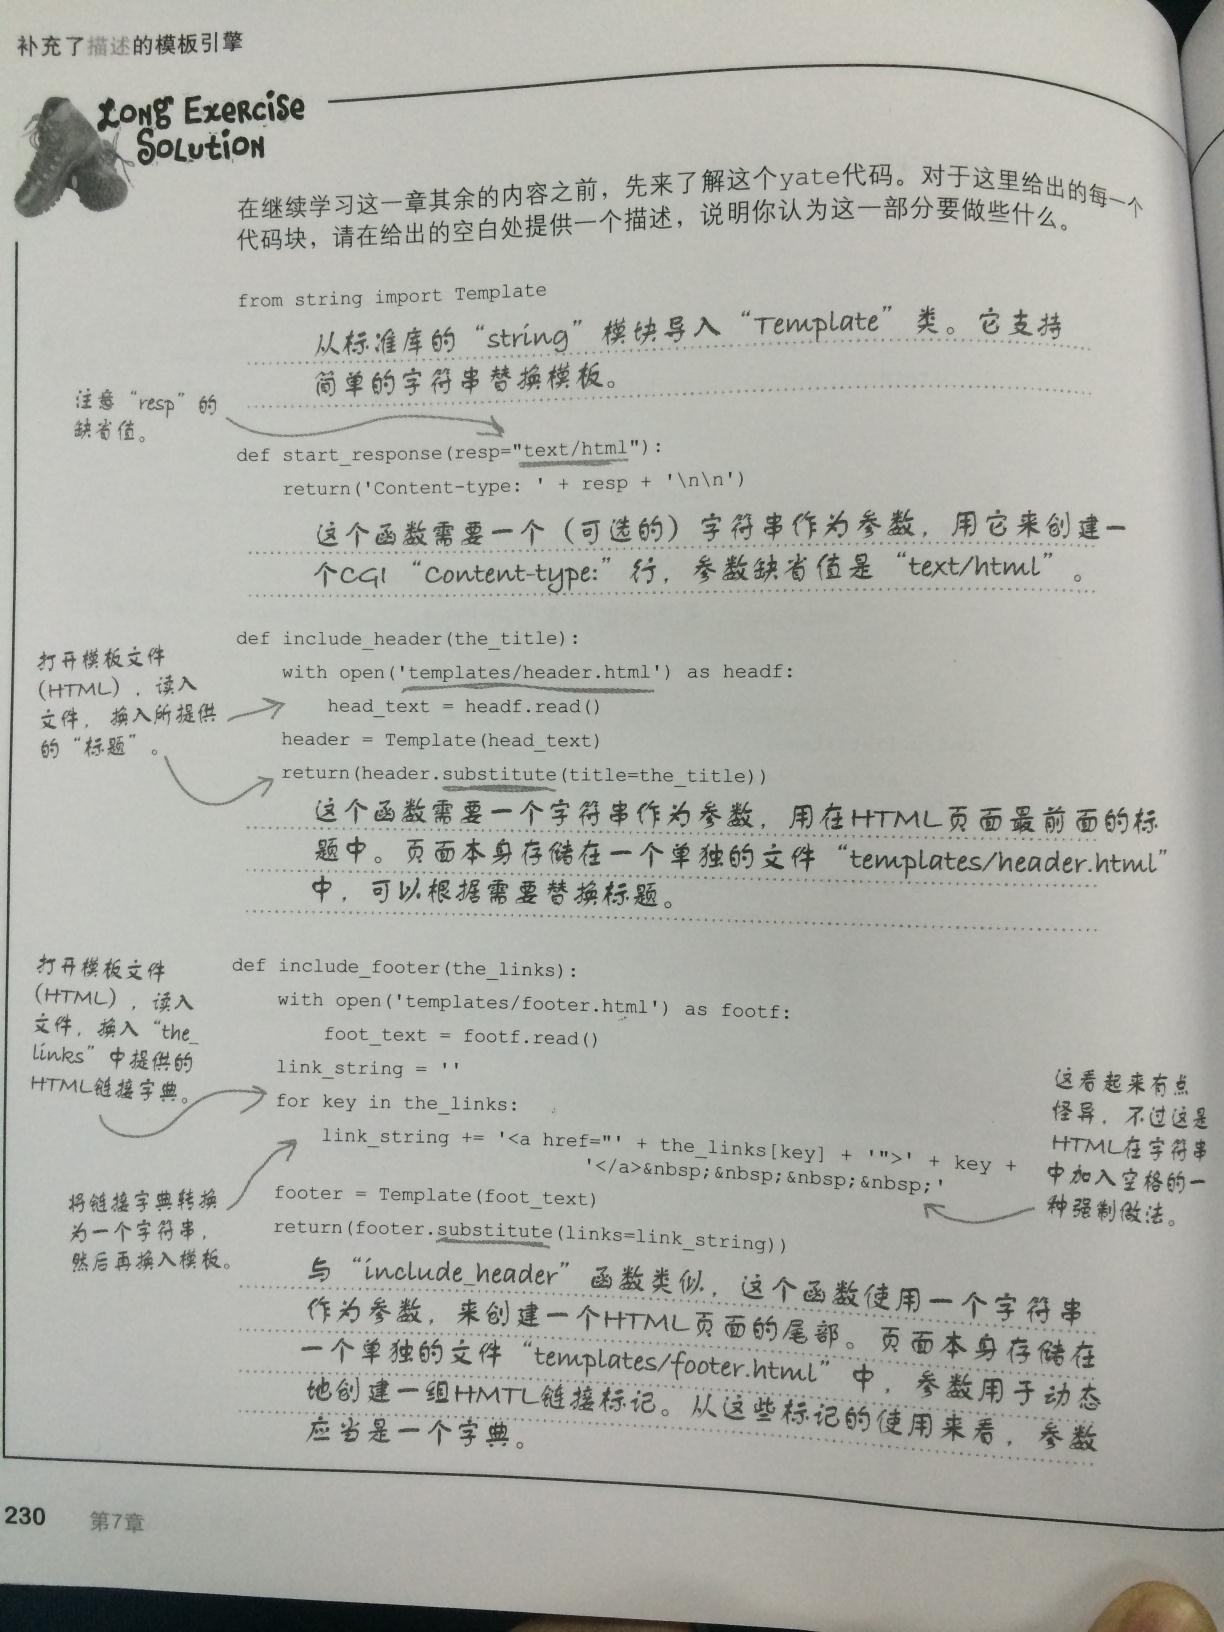 补充了描述的模板引擎
Long Exercise
Solution
在继续学习这一章其余的内容之前，先来了解这个yate代码。对于这里给出的每一个
代码块，请在给出的空白处提供一个描述，说明你认为这一部分要做些什么。
from string import Template
从标准库的“string”模块导入“Template”类。它支持
简单的字符串替换模板。
注意“resp”的
缺省值。
def start_response(resp="text/html"):
return('Content-type: ' + resp + '\n\n')
这个函数需要一个（可选的）字符串作为参数，用它来创建一
个CGI“Content-type:”行，参数缺省值是“text/html”。
def include_header(the_title):
with open('templates/header.html') as headf:
head_text = headf.read()
header = Template(head_text)
return(header.substitute(title=the_title))
打开模板文件
（HTML），读入
文件，换入所提供
的“标题”。
这个函数需要一个字符串作为参数，用在HTML页面最前面的标
题中。页面本身存储在一个单独的文件“templates/header.html”
中，可以根据需要替换标题。
def include_footer(the_links):
with open('templates/footer.html') as footf:
foot_text = footf.read()
link_string = ''
for key in the_links:
link_string += '<a href="' + the_links[key] + '">' + key +
'</a>&nbsp;&nbsp;&nbsp;&nbsp;'
footer = Template(foot_text)
return(footer.substitute(links=link_string))
打开模板文件
（HTML），读入
文件，换入“the_
links”中提供的
HTML链接字典。
将链接字典转换
为一个字符串，
然后再换入模板。
这看起来有点
怪异，不过这是
HTML在字符串
中加入空格的一
种强制做法。
与“include_header”函数类似，这个函数使用一个字符串
作为参数，来创建一个HTML页面的尾部。页面本身存储在
一个单独的文件“templates/footer.html”中，参数用于动态
地创建一组HMTL链接标记。从这些标记的使用来看，参数
应当是一个字典。
230 第7章